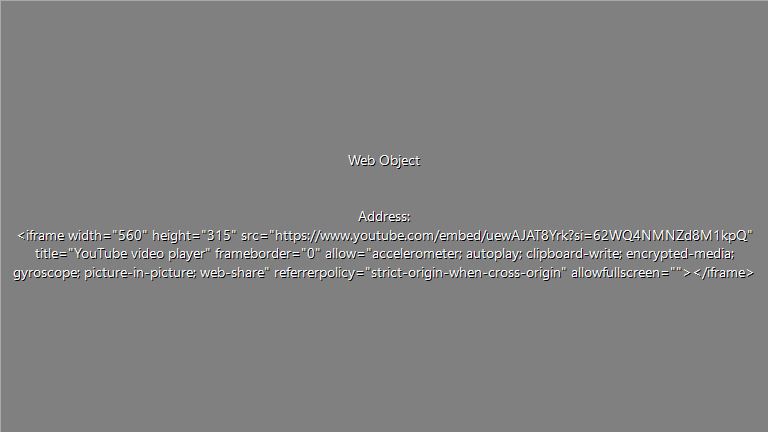 Web Object
Address:
<iframe width="560" height="315" src="https://www.youtube.com/embed/uewAJAT8Yrk?si=62WQ4NMNZd8M1kpQ"
title="YouTube video player" frameborder="0" allow="accelerometer; autoplay; clipboard-write; encrypted-media;
gyroscope; picture-in-picture; web-share" referrerpolicy="strict-origin-when-cross-origin" allowfullscreen=""></iframe>